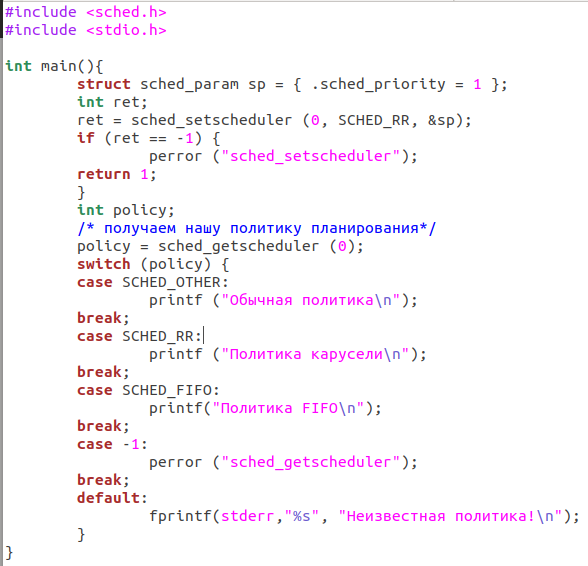 #include <sched.h>
#include <stdio.h>

int main(){
        struct sched_param sp = { .sched_priority = 1 };
        int ret;
        ret = sched_setscheduler (0, SCHED_RR, &sp);
        if (ret == -1) {
                perror ("sched_setscheduler");
        return 1;
        }
        int policy;
        /* получаем нашу политику планирования*/
        policy = sched_getscheduler (0);
        switch (policy) {
        case SCHED_OTHER:
                printf ("Обычная политика\n");
        break;
        case SCHED_RR:
                printf ("Политика карусели\n");
        break;
        case SCHED_FIFO:
                printf("Политика FIFO\n");
        break;
        case -1:
                perror ("sched_getscheduler");
        break;
        default:
                fprintf(stderr,"%s", "Неизвестная политика!\n");
        }
}